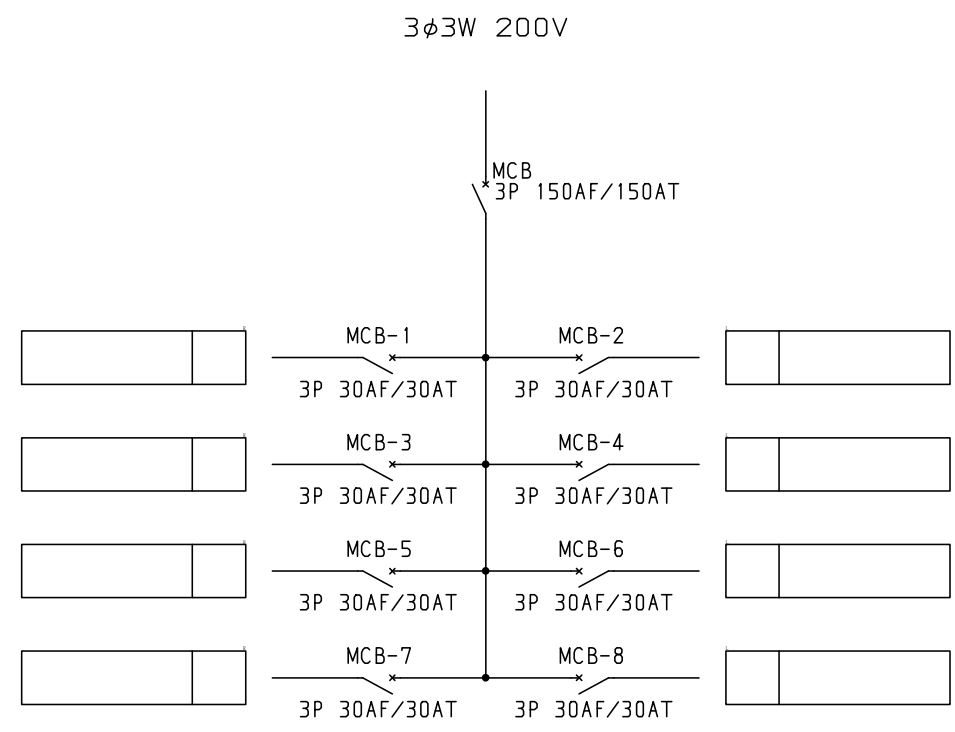 3φ3W 200V
MCB
3P 150AF/150AT
MCB-1
MCB-2
3P 30AF/30AT
3P 30AF/30AT
MCB-3
MCB-4
3P 30AF/30AT
3P 30AF/30AT
MCB-5
MCB-6
3P 30AF/30AT
3P 30AF/30AT
MCB-7
MCB-8
3P 30AF/30AT
3P 30AF/30AT